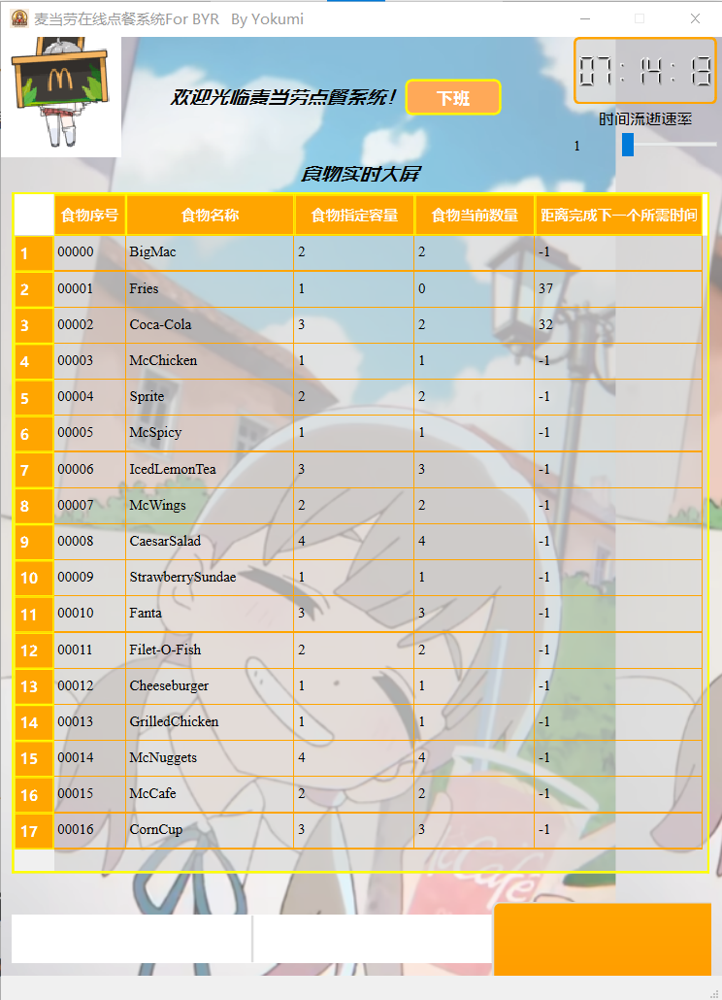 麦当劳在线点餐系统For BYR By Yokumi
07:14:13
欢迎光临麦当劳点餐系统！
下班
时间流逝速率
1
食物实时大屏
食物序号 食物名称 食物指定容量 食物当前数量 距离完成下一个所需时间
1 00000 BigMac 2 2 -1
2 00001 Fries 1 0 37
3 00002 Coca-Cola 3 2 32
4 00003 McChicken 1 1 -1
5 00004 Sprite 2 2 -1
6 00005 McSpicy 1 1 -1
7 00006 IcedLemonTea 3 3 -1
8 00007 McWings 2 2 -1
9 00008 CaesarSalad 4 4 -1
10 00009 StrawberrySundae 1 1 -1
11 00010 Fanta 3 3 -1
12 00011 Filet-O-Fish 2 2 -1
13 00012 Cheeseburger 1 1 -1
14 00013 GrilledChicken 1 1 -1
15 00014 McNuggets 4 4 -1
16 00015 McCafe 2 2 -1
17 00016 CornCup 3 3 -1
McCafé